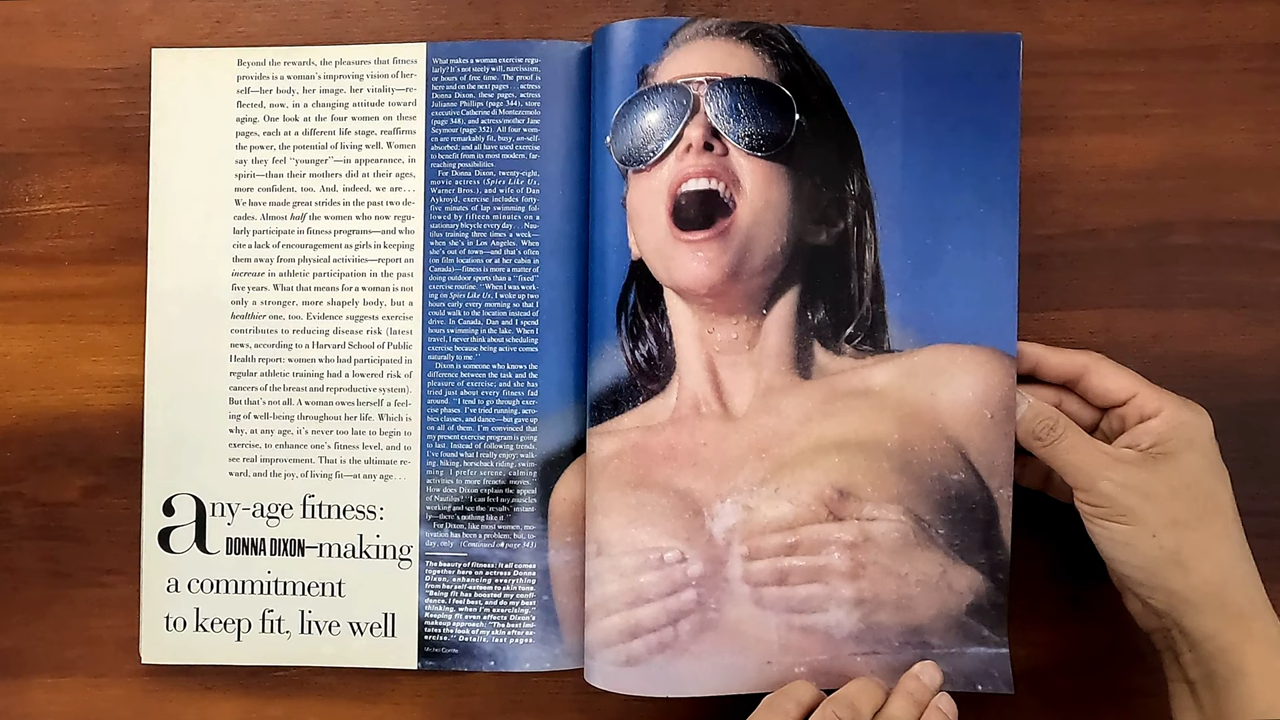 Beyond the rewards, the pleasures that fitness
provides is a woman's improving vision of her-
self—her body, her image, her vitality—re-
flected, now, in a changing attitude toward
aging. One look at the four women on these
pages, each at a different life stage, reaffirms
the power, the potential of living well. Women
say they feel "younger"—in appearance, in
spirit—than their mothers did at their ages,
more confident, too. And, indeed, we are...
We have made great strides in the past two de-
cades. Almost half the women who now regu-
larly participate in fitness programs—and who
cite a lack of encouragement as girls in keeping
them away from physical activities—report an
increase in athletic participation in the past
five years. What that means for a woman is not
only a stronger, more shapely body, but a
healthier one, too. Evidence suggests exercise
contributes to reducing disease risk (latest
news, according to a Harvard School of Public
Health report: women who had participated in
regular athletic training had a lowered risk of
cancers of the breast and reproductive system).
But that's not all. A woman owes herself a feel-
ing of well-being throughout her life. Which is
why, at any age, it's never too late to begin to
exercise, to enhance one's fitness level, and to
see real improvement. That is the ultimate re-
ward, and the joy, of living fit—at any age...
any-age fitness:
DONNA DIXON—making
a commitment
to keep fit, live well
What makes a woman exercise regu-
larly? It's not steely will, narcissism,
or hours of free time. The proof is
here and on the next pages...actress
Donna Dixon, these pages, actress
Julianne Phillips (page 344), store
executive Catherine di Montezemolo
(page 348), and actress/mother Jane
Seymour (page 352). All four wom-
en are remarkably fit, busy, un-self-
absorbed; and all have used exercise
to benefit from its most modern, far-
reaching possibilities.
For Donna Dixon, twenty-eight,
movie actress (Spies Like Us,
Warner Bros.), and wife of Dan
Aykroyd, exercise includes forty-
five minutes of lap swimming fol-
lowed by fifteen minutes on a
stationary bicycle every day...Nau-
tilus training three times a week—
when she's in Los Angeles. When
she's out of town—and that's often
(on film locations or at her cabin in
Canada)—fitness is more a matter of
doing outdoor sports than a "fixed"
exercise routine. "When I was work-
ing on Spies Like Us, I woke up two
hours early every morning so that I
could walk to the location instead of
drive. In Canada, Dan and I spend
hours swimming in the lake. When I
travel, I never think about scheduling
exercise because being active comes
naturally to me."
Dixon is someone who knows the
difference between the task and the
pleasure of exercise; and she has
tried just about every fitness fad
around. "I tend to go through exer-
cise phases. I've tried running, aero-
bics classes, and dance—but gave up
on all of them. I'm convinced that
my present exercise program is going
to last. Instead of following trends,
I've found what I really enjoy: walk-
ing, hiking, horseback riding, swim-
ming. I prefer serene, calming
activities to more frenetic moves."
How does Dixon explain the appeal
of Nautilus? "I can feel my muscles
working and see the 'results' instant-
ly—there's nothing like it."
For Dixon, like most women, mo-
tivation has been a problem; but, to-
day, only (Continued on page 343)
The beauty of fitness: It all comes
together here on actress Donna
Dixon, enhancing everything
from her self-esteem to skin tone.
"Being fit has boosted my confi-
dence. I feel best, and do my best
thinking, when I'm exercising."
Keeping fit even affects Dixon's
makeup approach: "The best imi-
tates the look of my skin after ex-
ercise." Details, last pages.